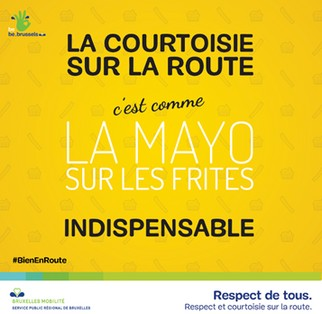 be.brussels
LA COURTOISIE
SUR LA ROUTE
c'est comme
LA MAYO
SUR LES FRITES
INDISPENSABLE
#BienEnRoute
BRUXELLES MOBILITÉ
SERVICE PUBLIC RÉGIONAL DE BRUXELLES
Respect de tous.
Respect et courtoisie sur la route.